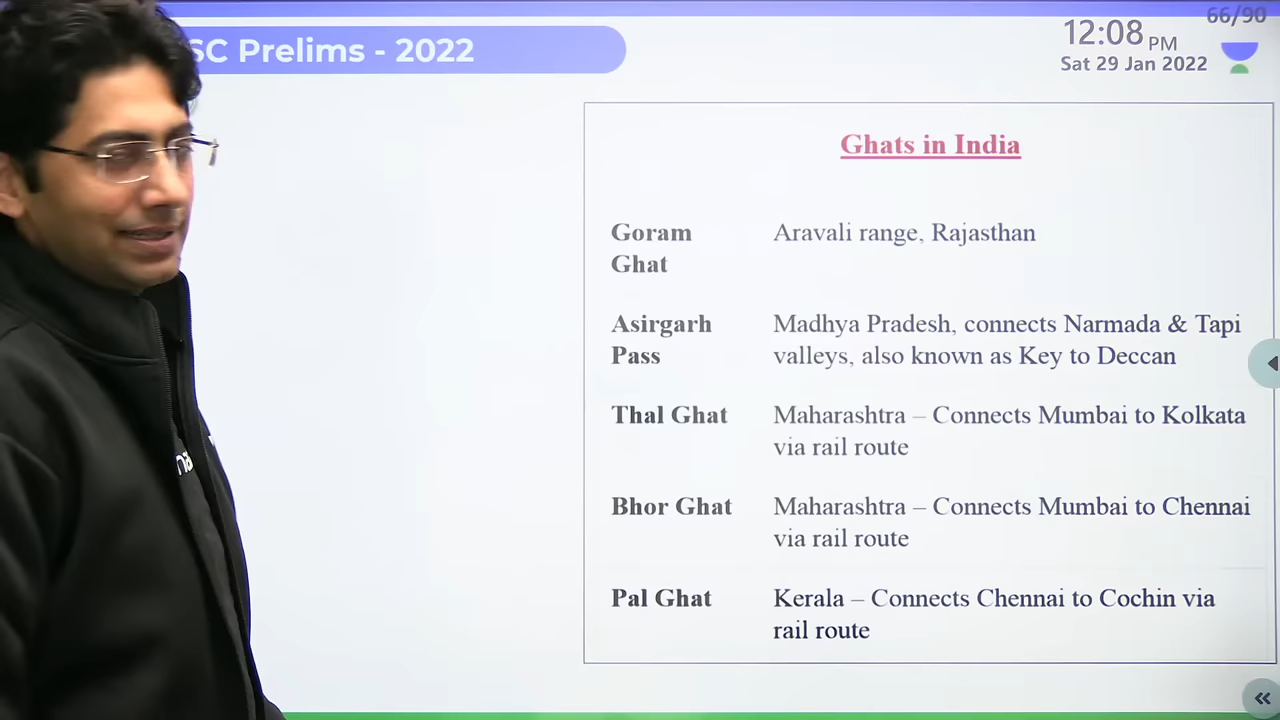 SC Prelims - 2022
66/90
12:08 PM
Sat 29 Jan 2022
Ghats in India
Goram Ghat
Aravali range, Rajasthan
Asirgarh Pass
Madhya Pradesh, connects Narmada & Tapi
valleys, also known as Key to Deccan
Thal Ghat
Maharashtra – Connects Mumbai to Kolkata
via rail route
Bhor Ghat
Maharashtra – Connects Mumbai to Chennai
via rail route
Pal Ghat
Kerala – Connects Chennai to Cochin via
rail route